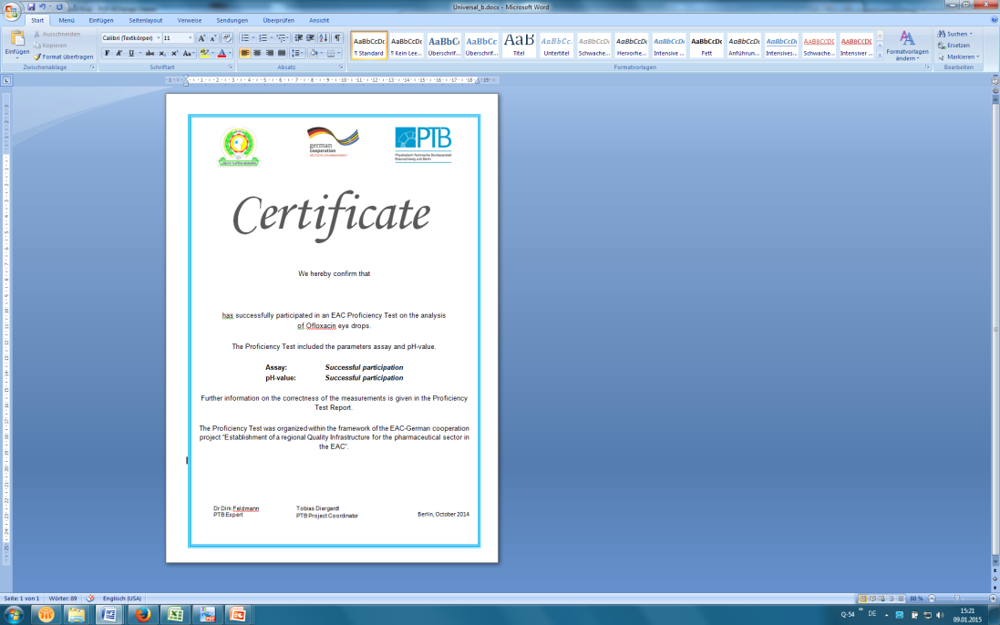 Universal_b.docx - Microsoft Word
Start Menü Einfügen Seitenlayout Verweise Sendungen Überprüfen Ansicht
Einfügen
Ausschneiden
Kopieren
Format übertragen
Zwischenablage
Calibri (Textkörper) 11
F K U abc x₂ x² Aa
Schriftart
Absatz
AaBbCcDc AaBbCcDc AaBbCc AaBbCc AaB AaBbCc. AaBbCcDc AaBbCcDc AaBbCcDc AaBbCcDc AaBbCcDc AaBbCcDc AABBCCDC AABBCCDC
¶ Standard ¶ Kein Lee... Überschrif... Überschrif... Titel Untertitel Schwache... Hervorhe... Intensive ... Fett Anführun... Intensives... Schwache... Intensiver ...
Formatvorlagen
Formatvorlagen ändern
Suchen
Ersetzen
Markieren
Bearbeiten
german
cooperation
DEUTSCHE ZUSAMMENARBEIT
PTB
Physikalisch-Technische Bundesanstalt
Braunschweig und Berlin
Certificate
We hereby confirm that
has successfully participated in an EAC Proficiency Test on the analysis
of Ofloxacin eye drops.
The Proficiency Test included the parameters assay and pH-value.
Assay: Successful participation
pH-value: Successful participation
Further information on the correctness of the measurements is given in the Proficiency
Test Report.
The Proficiency Test was organized within the framework of the EAC-German cooperation
project “Establishment of a regional Quality Infrastructure for the pharmaceutical sector in
the EAC”.
Dr Dirk Feldmann
PTB Expert
Tobias Diergardt
PTB Project Coordinator
Berlin, October 2014
Seite: 1 von 1 Wörter: 89 Englisch (USA) 80 %
Q-54 DE
15:21
09.01.2015